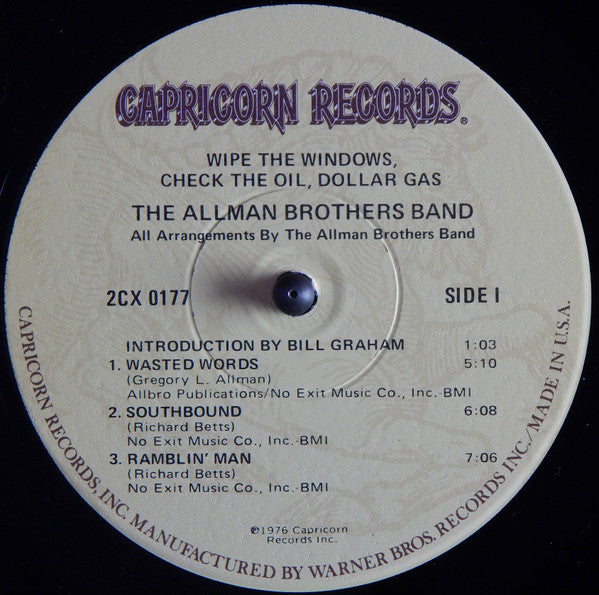 CAPRICORN RECORDS®
WIPE THE WINDOWS,
CHECK THE OIL, DOLLAR GAS
THE ALLMAN BROTHERS BAND
All Arrangements By The Allman Brothers Band
2CX 0177
SIDE I
INTRODUCTION BY BILL GRAHAM 1:03
1. WASTED WORDS 5:10
(Gregory L. Allman)
Allbro Publications/No Exit Music Co., Inc.-BMI
2. SOUTHBOUND 6:08
(Richard Betts)
No Exit Music Co., Inc.-BMI
3. RAMBLIN' MAN 7:06
(Richard Betts)
No Exit Music Co., Inc.-BMI
℗1976 Capricorn
Records Inc.
CAPRICORN RECORDS, INC. MANUFACTURED BY WARNER BROS. RECORDS INC./MADE IN U.S.A.